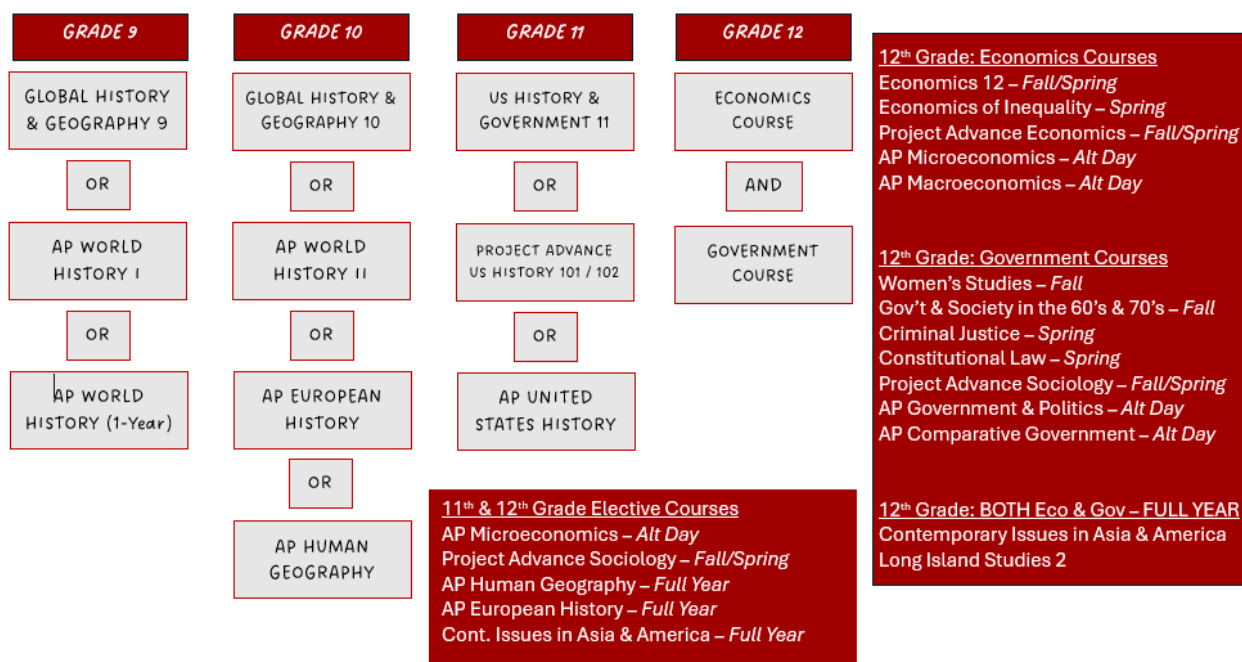 GRADE 9
GLOBAL HISTORY
& GEOGRAPHY 9
OR
AP WORLD
HISTORY I
OR
AP WORLD
HISTORY (1-Year)
GRADE 10
GLOBAL HISTORY &
GEOGRAPHY 10
OR
AP WORLD
HISTORY II
OR
AP EUROPEAN
HISTORY
OR
AP HUMAN
GEOGRAPHY
GRADE 11
US HISTORY &
GOVERNMENT 11
OR
PROJECT ADVANCE
US HISTORY 101 / 102
OR
AP UNITED
STATES HISTORY
GRADE 12
ECONOMICS
COURSE
AND
GOVERNMENT
COURSE
11th & 12th Grade Elective Courses
AP Microeconomics – Alt Day
Project Advance Sociology – Fall/Spring
AP Human Geography – Full Year
AP European History – Full Year
Cont. Issues in Asia & America – Full Year
12th Grade: Economics Courses
Economics 12 – Fall/Spring
Economics of Inequality – Spring
Project Advance Economics – Fall/Spring
AP Microeconomics – Alt Day
AP Macroeconomics – Alt Day
12th Grade: Government Courses
Women's Studies – Fall
Gov't & Society in the 60's & 70's – Fall
Criminal Justice – Spring
Constitutional Law – Spring
Project Advance Sociology – Fall/Spring
AP Government & Politics – Alt Day
AP Comparative Government – Alt Day
12th Grade: BOTH Eco & Gov – FULL YEAR
Contemporary Issues in Asia & America
Long Island Studies 2